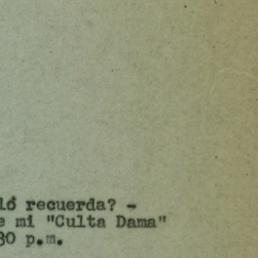 ló recuerda? -
e mi "Culta Dama"
30 p.m.